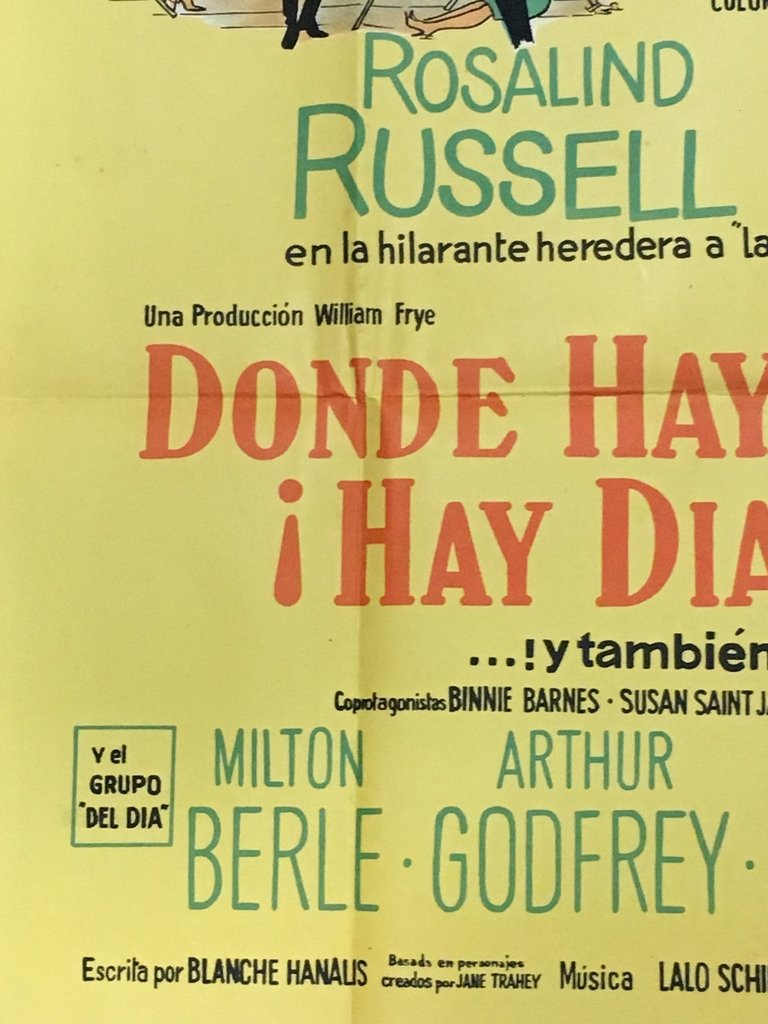 ROSALIND
RUSSELL
en la hilarante heredera a "la
Una Producción William Frye
DONDE HAY
¡HAY DIA
...!y también
Coprotagonistas BINNIE BARNES · SUSAN SAINT J
Y el
GRUPO
"DEL DIA"
MILTON ARTHUR
BERLE · GODFREY ·
Escrita por BLANCHE HANALIS Basada en personajes
creados por JANE TRAHEY Música LALO SCHI